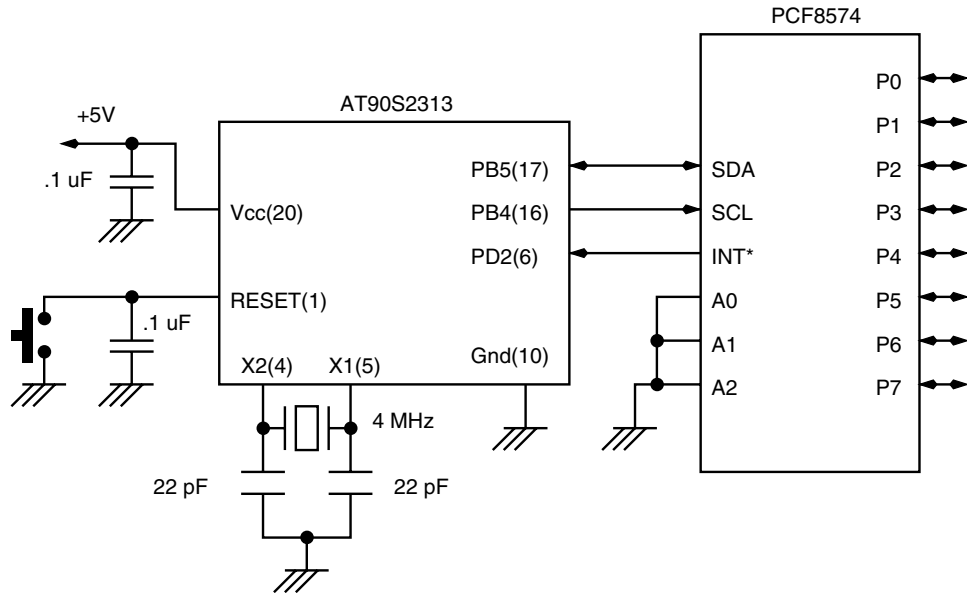 PCF8574
AT90S2313
+5V
.1 uF
Vcc(20)
RESET(1)
.1 uF
X2(4)
X1(5)
PB5(17)
PB4(16)
PD2(6)
Gnd(10)
4 MHz
22 pF
22 pF
SDA
SCL
INT*
A0
A1
A2
P0
P1
P2
P3
P4
P5
P6
P7